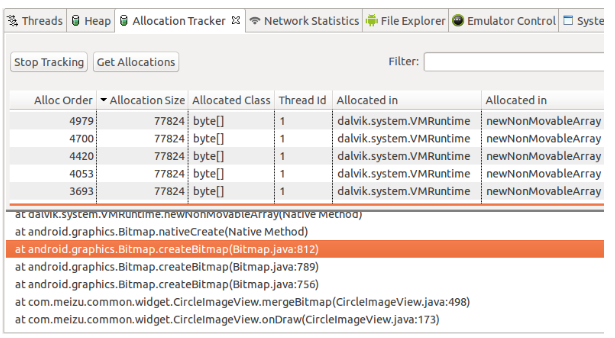 Threads Heap Allocation Tracker Network Statistics File Explorer Emulator Control Syste
Stop Tracking Get Allocations Filter:
Alloc Order Allocation Size Allocated Class Thread Id Allocated in Allocated in
4979 77824 byte[] 1 dalvik.system.VMRuntime newNonMovableArray
4700 77824 byte[] 1 dalvik.system.VMRuntime newNonMovableArray
4420 77824 byte[] 1 dalvik.system.VMRuntime newNonMovableArray
4053 77824 byte[] 1 dalvik.system.VMRuntime newNonMovableArray
3693 77824 byte[] 1 dalvik.system.VMRuntime newNonMovableArray
at dalvik.system.VMRuntime.newNonMovableArray(Native Method)
at android.graphics.Bitmap.nativeCreate(Native Method)
at android.graphics.Bitmap.createBitmap(Bitmap.java:812)
at android.graphics.Bitmap.createBitmap(Bitmap.java:789)
at android.graphics.Bitmap.createBitmap(Bitmap.java:756)
at com.meizu.common.widget.CircleImageView.mergeBitmap(CircleImageView.java:498)
at com.meizu.common.widget.CircleImageView.onDraw(CircleImageView.java:173)